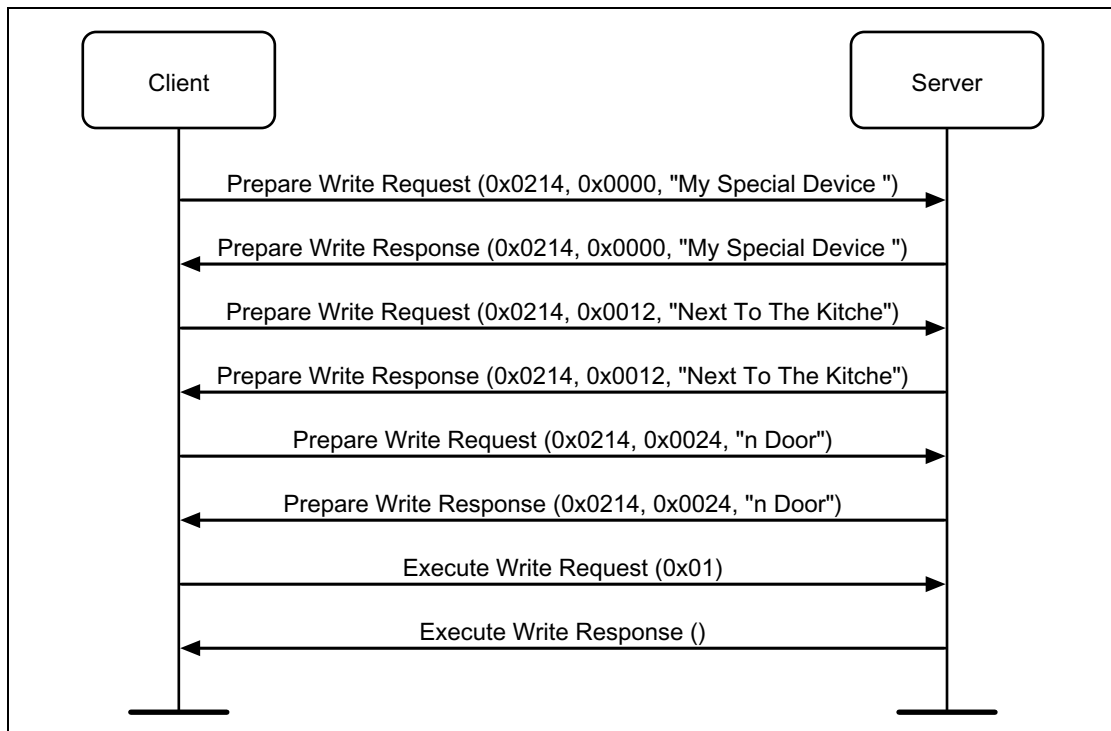 Client
Server
Prepare Write Request (0x0214, 0x0000, "My Special Device ")
Prepare Write Response (0x0214, 0x0000, "My Special Device ")
Prepare Write Request (0x0214, 0x0012, "Next To The Kitche")
Prepare Write Response (0x0214, 0x0012, "Next To The Kitche")
Prepare Write Request (0x0214, 0x0024, "n Door")
Prepare Write Response (0x0214, 0x0024, "n Door")
Execute Write Request (0x01)
Execute Write Response ()